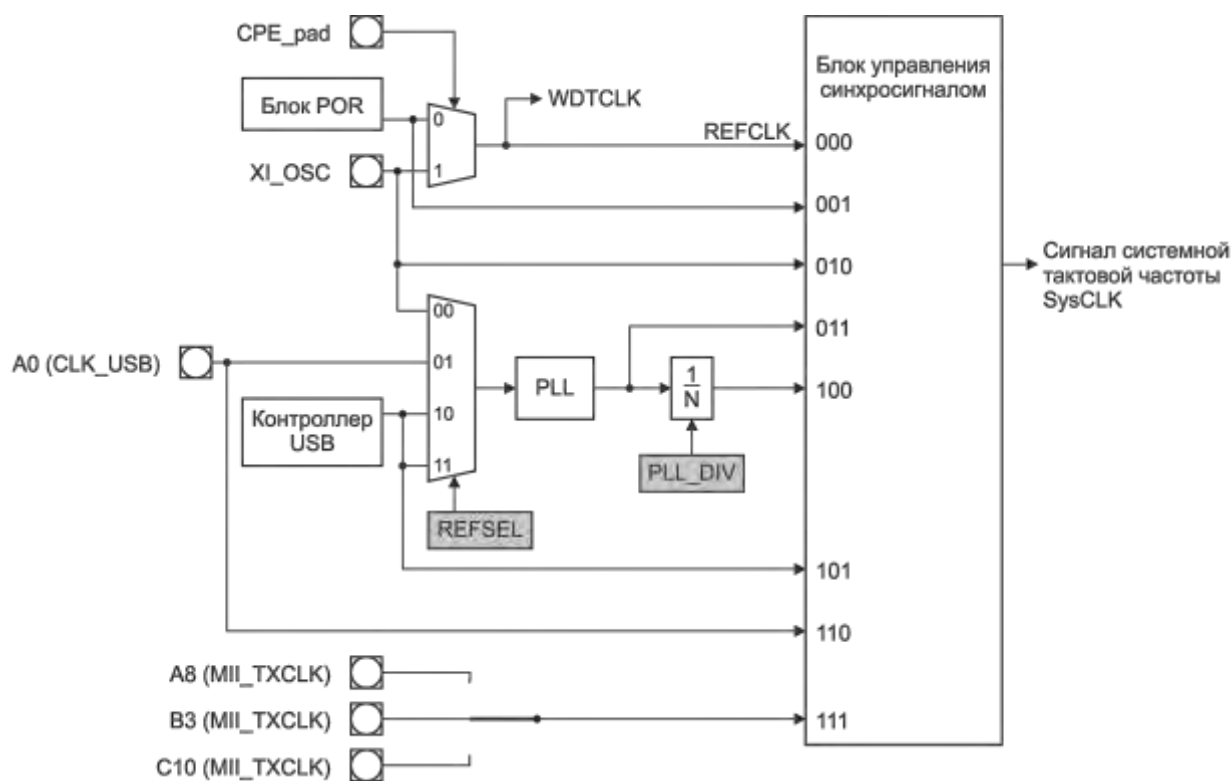 CPE_pad
Блок POR
XI_OSC
0
1
WDTCLK
REFCLK
Блок управления
синхросигналом
000
001
010
011
100
101
110
111
Сигнал системной
тактовой частоты
SysCLK
A0 (CLK_USB)
Контроллер
USB
00
01
10
11
REFSEL
PLL
1
N
PLL_DIV
A8 (MII_TXCLK)
B3 (MII_TXCLK)
C10 (MII_TXCLK)